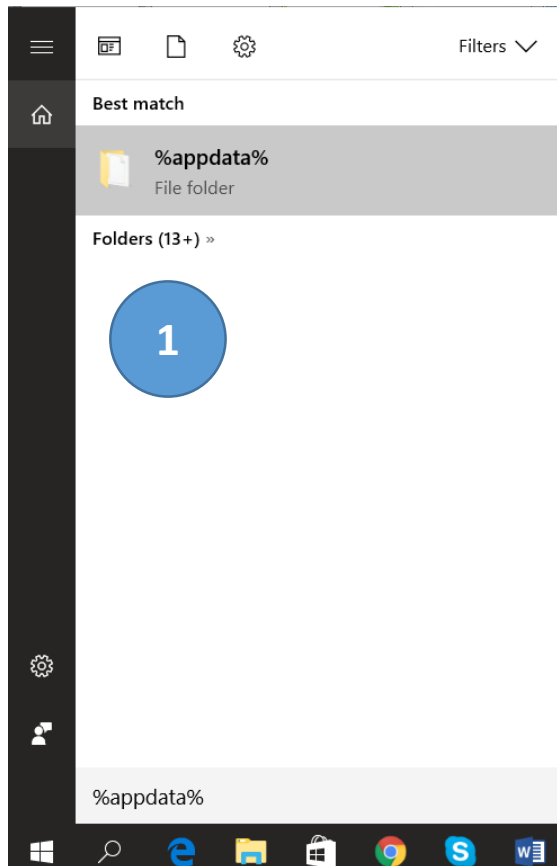 Filters
Best match
%appdata%
File folder
Folders (13+) »
1
%appdata%